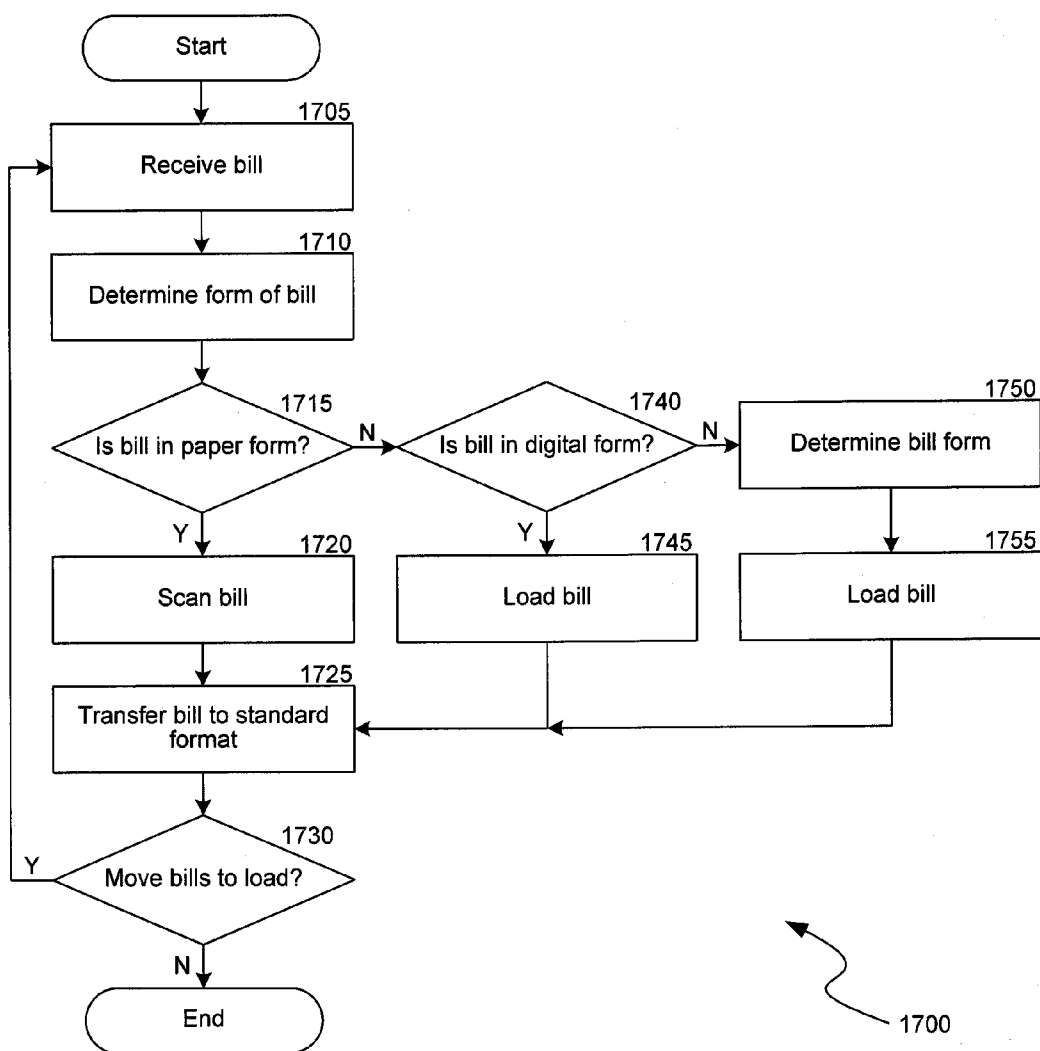 Start
1705
Receive bill
1710
Determine form of bill
1715
Is bill in paper form?
N
1740
Is bill in digital form?
N
1750
Determine bill form
Y
1720
Scan bill
Y
1745
Load bill
1755
Load bill
1725
Transfer bill to standard
format
1730
Move bills to load?
Y
N
End
1700